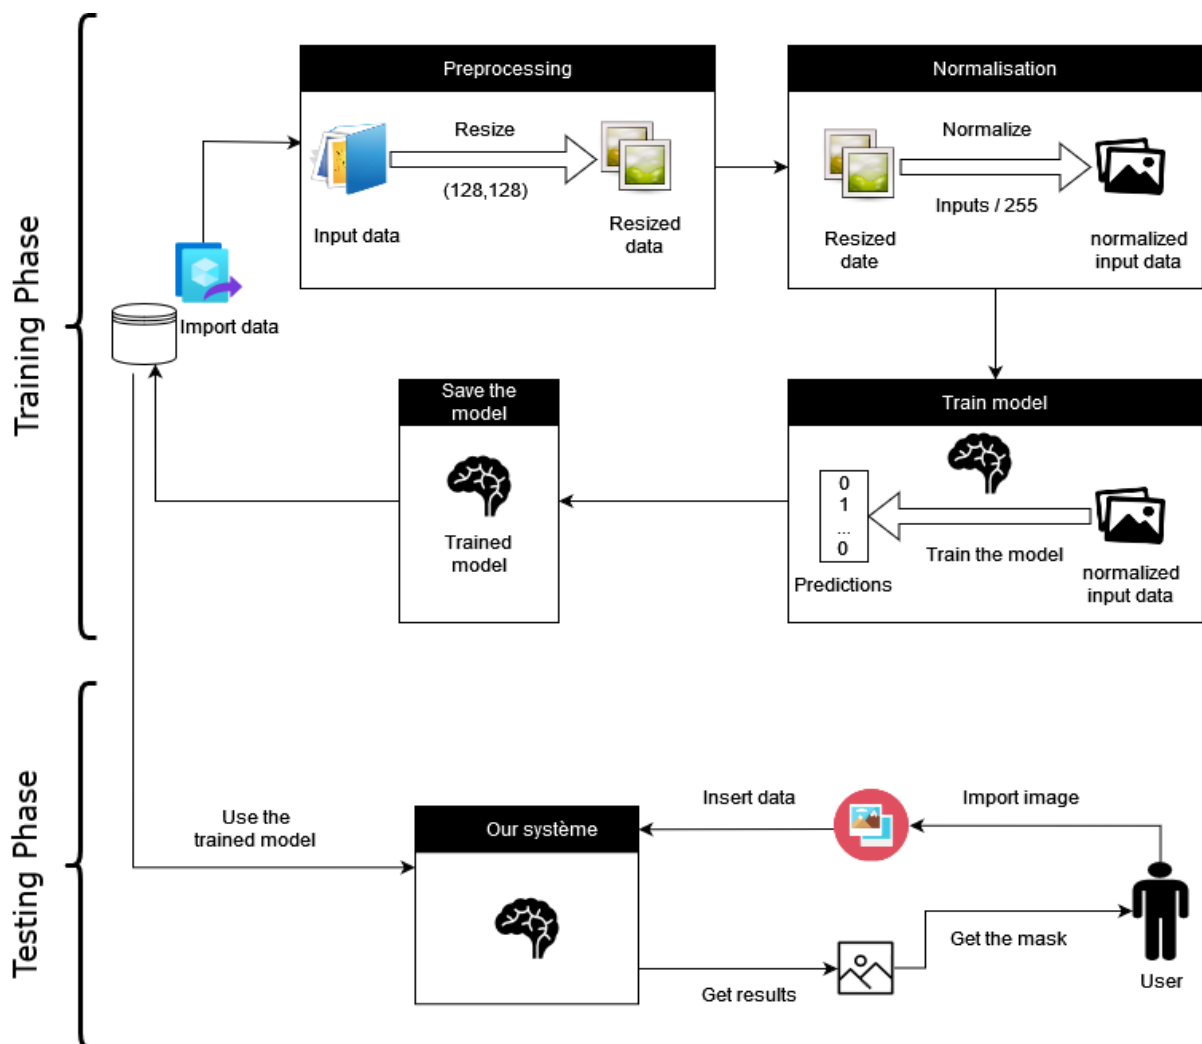 Training Phase
Preprocessing
Resize
(128,128)
Input data
Resized
data
Normalisation
Normalize
Inputs / 255
Resized
date
normalized
input data
Import data
Save the
model
Trained
model
Train model
0
1
...
0
Predictions
Train the model
normalized
input data
Testing Phase
Use the
trained model
Our système
Insert data
Import image
Get results
Get the mask
User